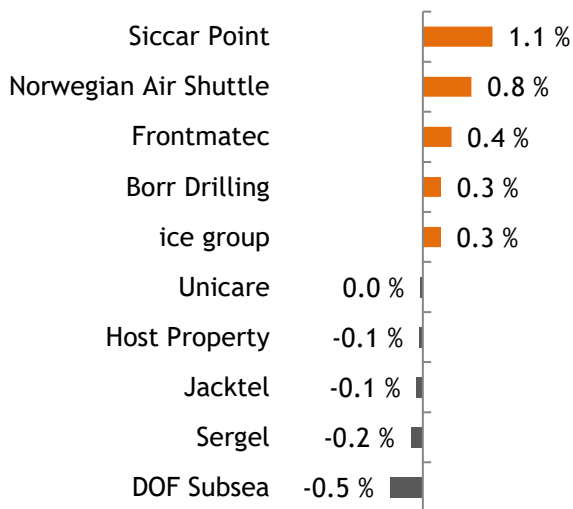 Siccar Point 1.1 %
Norwegian Air Shuttle 0.8 %
Frontmatec 0.4 %
Borr Drilling 0.3 %
ice group 0.3 %
Unicare 0.0 %
Host Property -0.1 %
Jacktel -0.1 %
Sergel -0.2 %
DOF Subsea -0.5 %